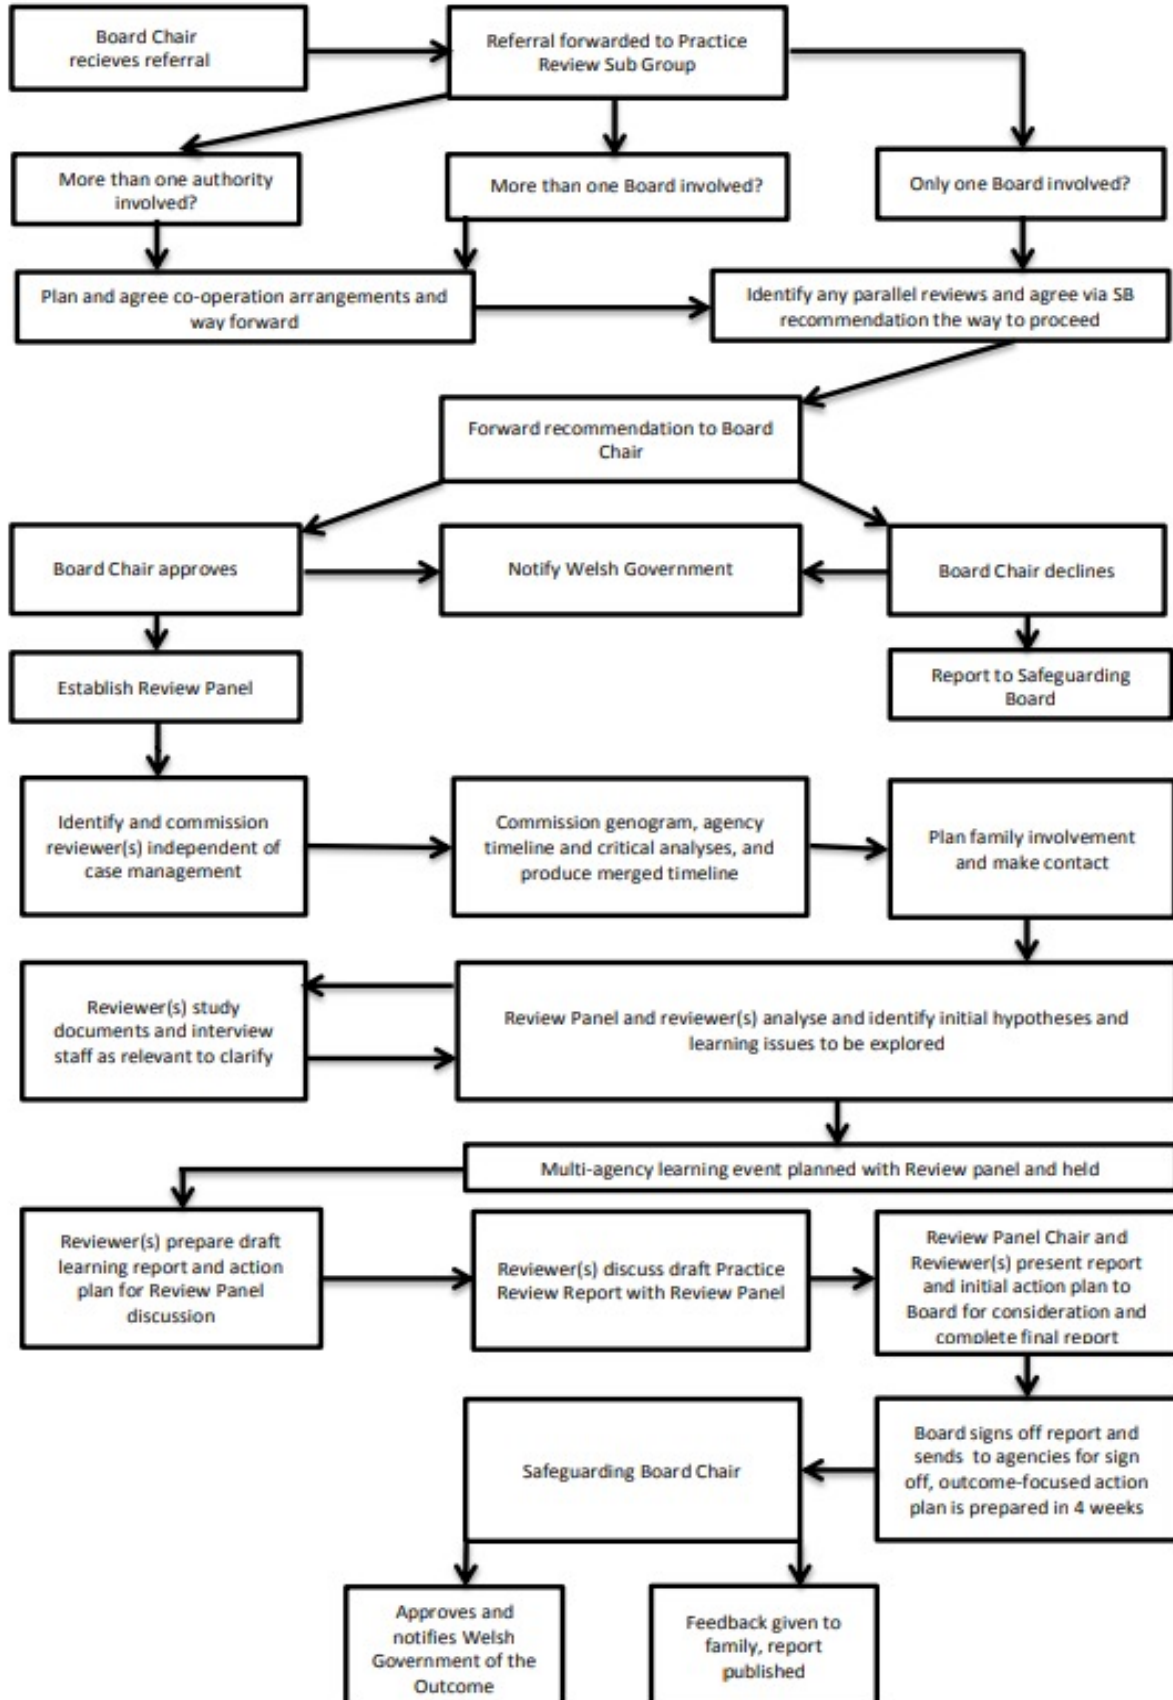 Board Chair
recieves referral
Referral forwarded to Practice
Review Sub Group
More than one authority
involved?
More than one Board involved?
Only one Board involved?
Plan and agree co-operation arrangements and
way forward
Identify any parallel reviews and agree via SB
recommendation the way to proceed
Forward recommendation to Board
Chair
Board Chair approves
Notify Welsh Government
Board Chair declines
Establish Review Panel
Report to Safeguarding
Board
Identify and commission
reviewer(s) independent of
case management
Commission genogram, agency
timeline and critical analyses, and
produce merged timeline
Plan family involvement
and make contact
Reviewer(s) study
documents and interview
staff as relevant to clarify
Review Panel and reviewer(s) analyse and identify initial hypotheses and
learning issues to be explored
Multi-agency learning event planned with Review panel and held
Reviewer(s) prepare draft
learning report and action
plan for Review Panel
discussion
Reviewer(s) discuss draft Practice
Review Report with Review Panel
Review Panel Chair and
Reviewer(s) present report
and initial action plan to
Board for consideration and
complete final report
Safeguarding Board Chair
Board signs off report and
sends to agencies for sign
off, outcome-focused action
plan is prepared in 4 weeks
Approves and
notifies Welsh
Government of the
Outcome
Feedback given to
family, report
published